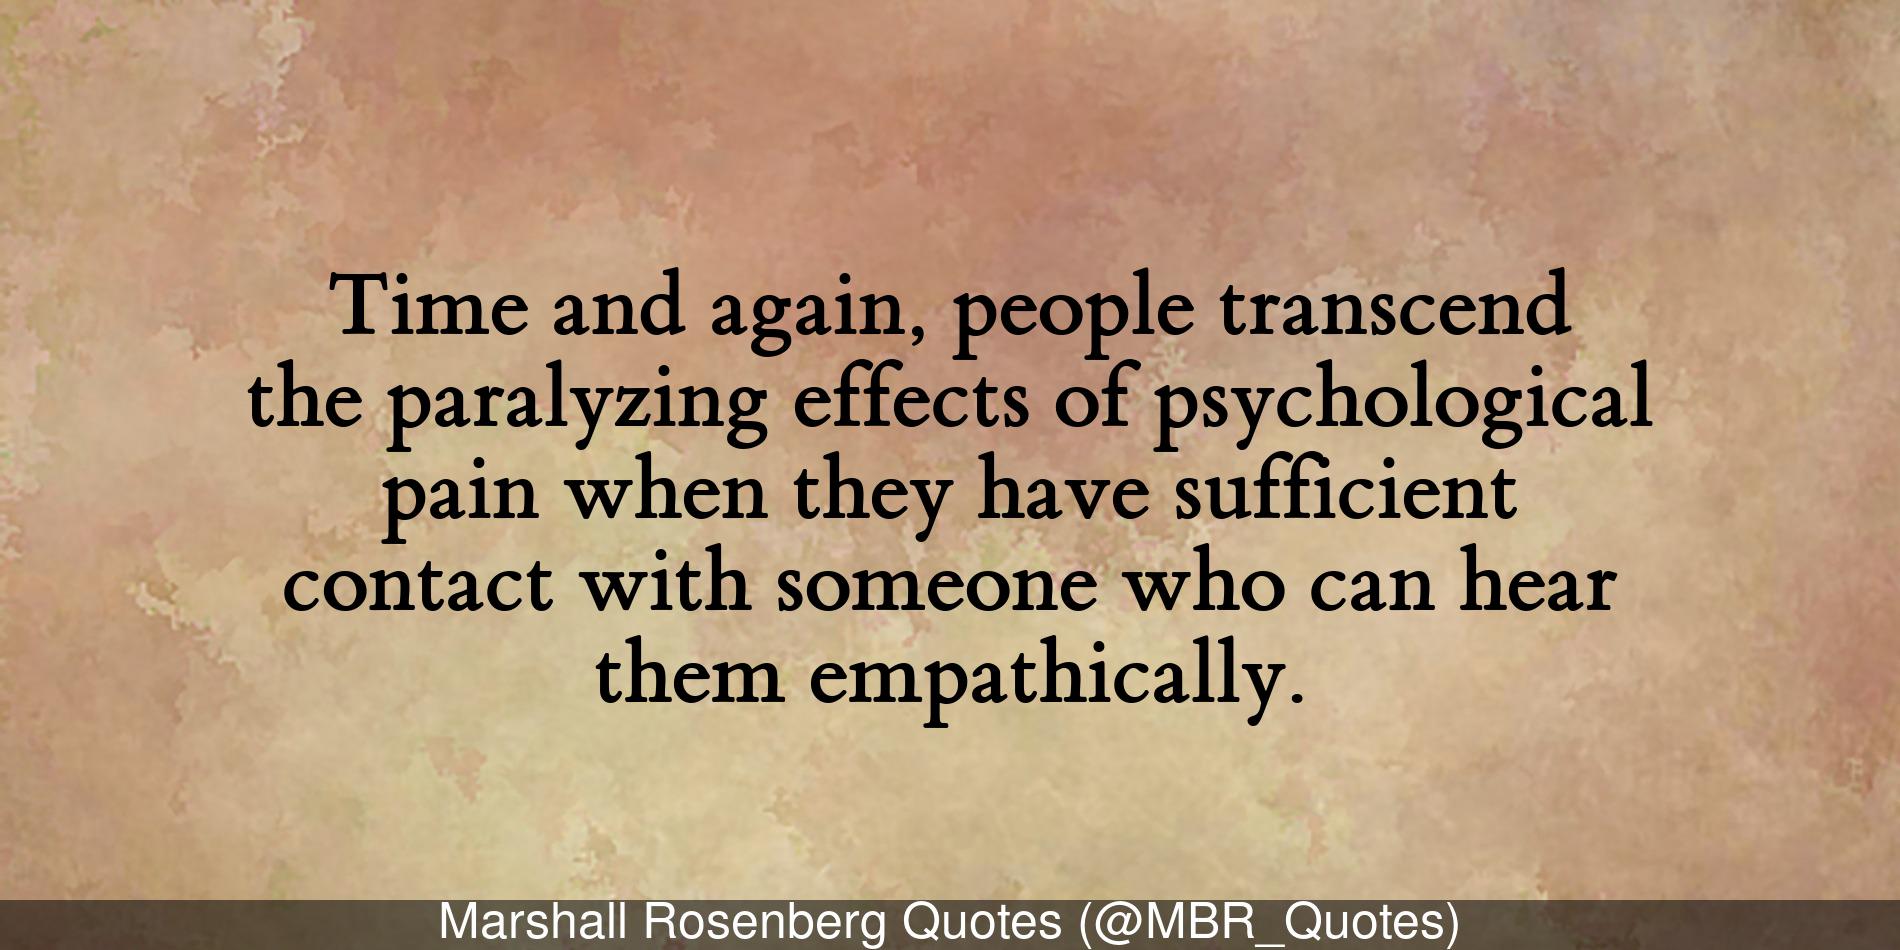 Time and again, people transcend
the paralyzing effects of psychological
pain when they have sufficient
contact with someone who can hear
them empathically.
Marshall Rosenberg Quotes (@MBR_Quotes)